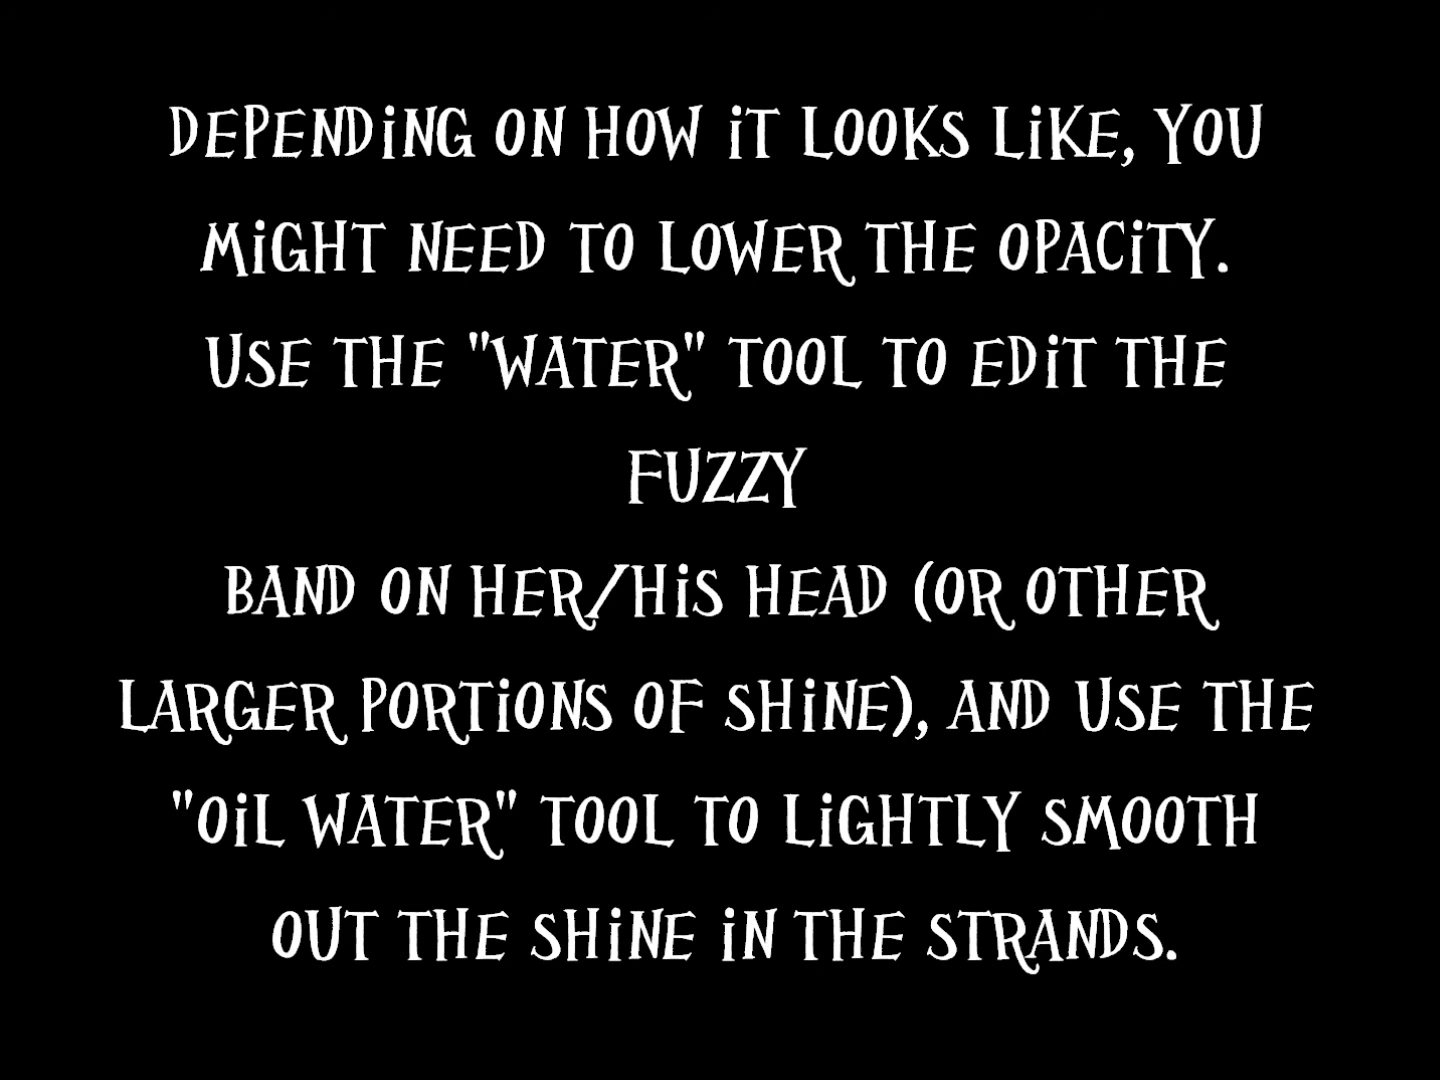 DEPENDiNG ON HOW iT LOOKS LiKE, YOU
MiGHT NEED TO LOWER THE OPACiTY.
USE THE "WATER" TOOL TO EDiT THE
FUZZY
BAND ON HER/HiS HEAD (OR OTHER
LARGER PORTiONS OF SHiNE), AND USE THE
"OiL WATER" TOOL TO LiGHTLY SMOOTH
OUT THE SHiNE iN THE STRANDS.